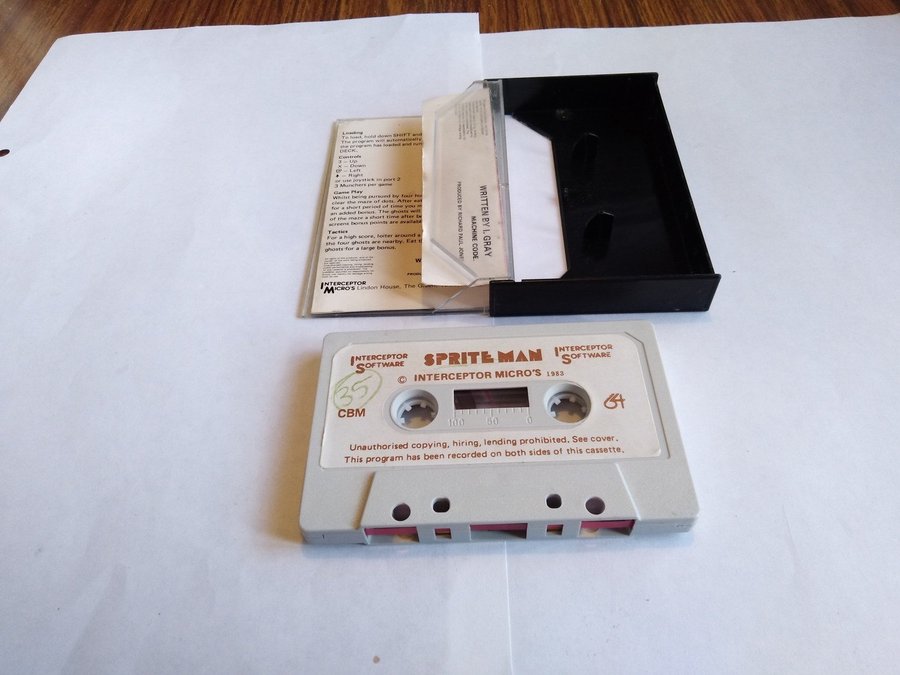 Loading
To load, hold down SHIFT and
The program will automatically
the program has loaded and run
DECK.
Controls
3 – Up
X – Down
– Left
– Right
or use joystick in port 2
3 Munchers per game
Game Play
Whilst being pursued by four
clear the maze of dots. After eat
for a short period of time you m
an added bonus. The ghosts will
of the maze a short time after b
screens bonus points are available
Tactics
For a high score, loiter around a
the four ghosts are nearby. Eat th
ghosts for a large bonus.
W
PRODU
INTERCEPTOR
MICRO'S Lindon House, The Green,
WRITTEN BY I. GRAY
MACHINE CODE.
PRODUCED BY RICHARD PAUL JONES
INTERCEPTOR
SOFTWARE
SPRITE MAN
INTERCEPTOR
SOFTWARE
© INTERCEPTOR MICRO'S 1983
35
CBM
64
100 50 0
Unauthorised copying, hiring, lending prohibited. See cover.
This program has been recorded on both sides of this cassette.